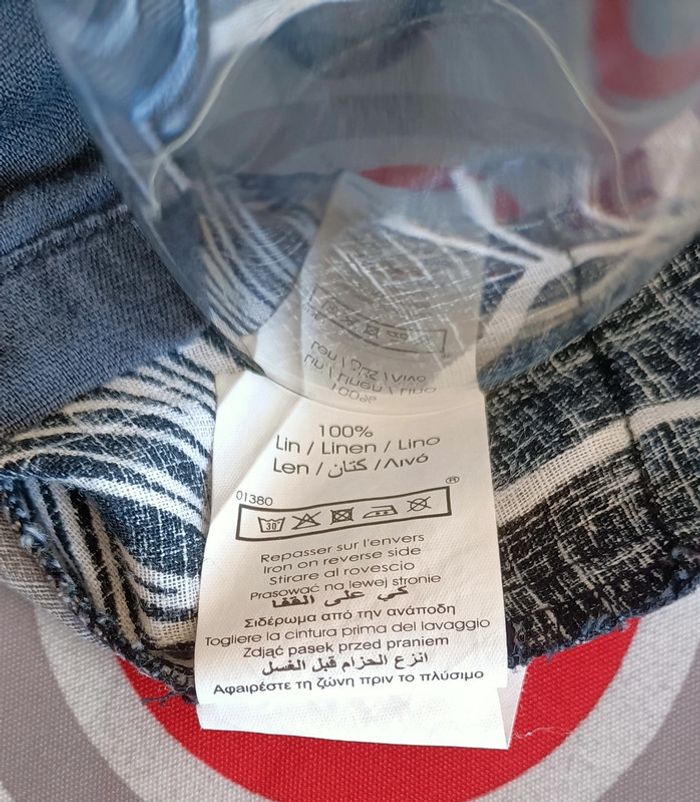 100%
Lin / Linen / Lino
Len / كتان / Λινό
®
01380
30
Repasser sur l'envers
Iron on reverse side
Stirare al rovescio
Prasować na lewej stronie
كي على القفا
Σιδέρωμα από την ανάποδη
Togliere la cintura prima del lavaggio
Zdjąć pasek przed praniem
انزع الحزام قبل الغسل
Αφαιρέστε τη ζώνη πριν το πλύσιμο